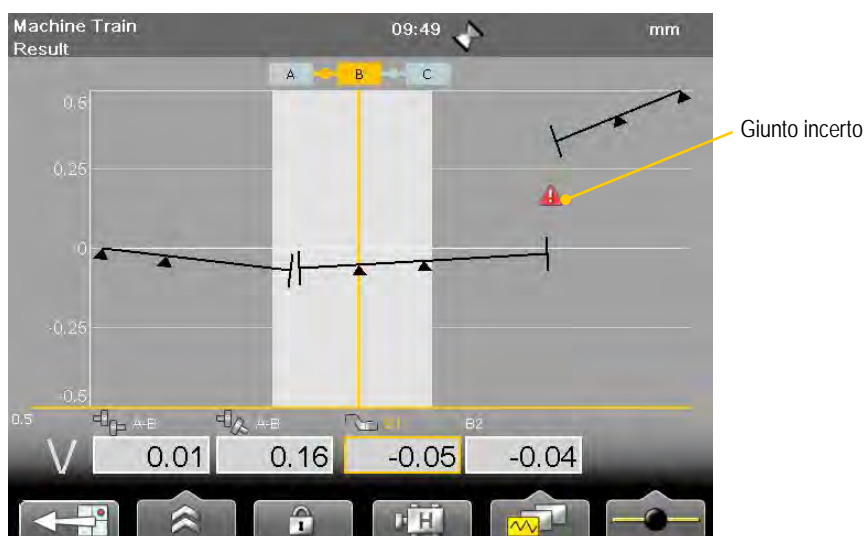 Machine Train
Result
09:49
mm
A B C
0.5
0.25
0
-0.25
-0.5
Giunto incerto
0.5
A-B A-B B1 B2
V 0.01 0.16 -0.05 -0.04
H